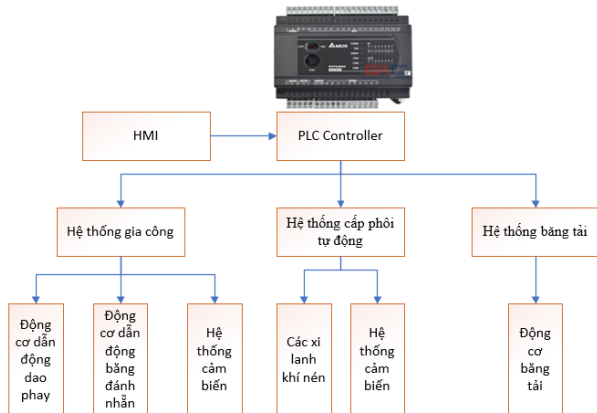 DELTA
HMI
PLC Controller
Hệ thống gia công
Hệ thống cấp phôi
tự động
Hệ thống băng tải
Động
cơ dẫn
động
dao
phay
Động
cơ dẫn
động
băng
đánh
nhẵn
Hệ
thống
cảm
biến
Các xi
lanh
khí nén
Hệ
thống
cảm
biến
Động
cơ
băng
tải